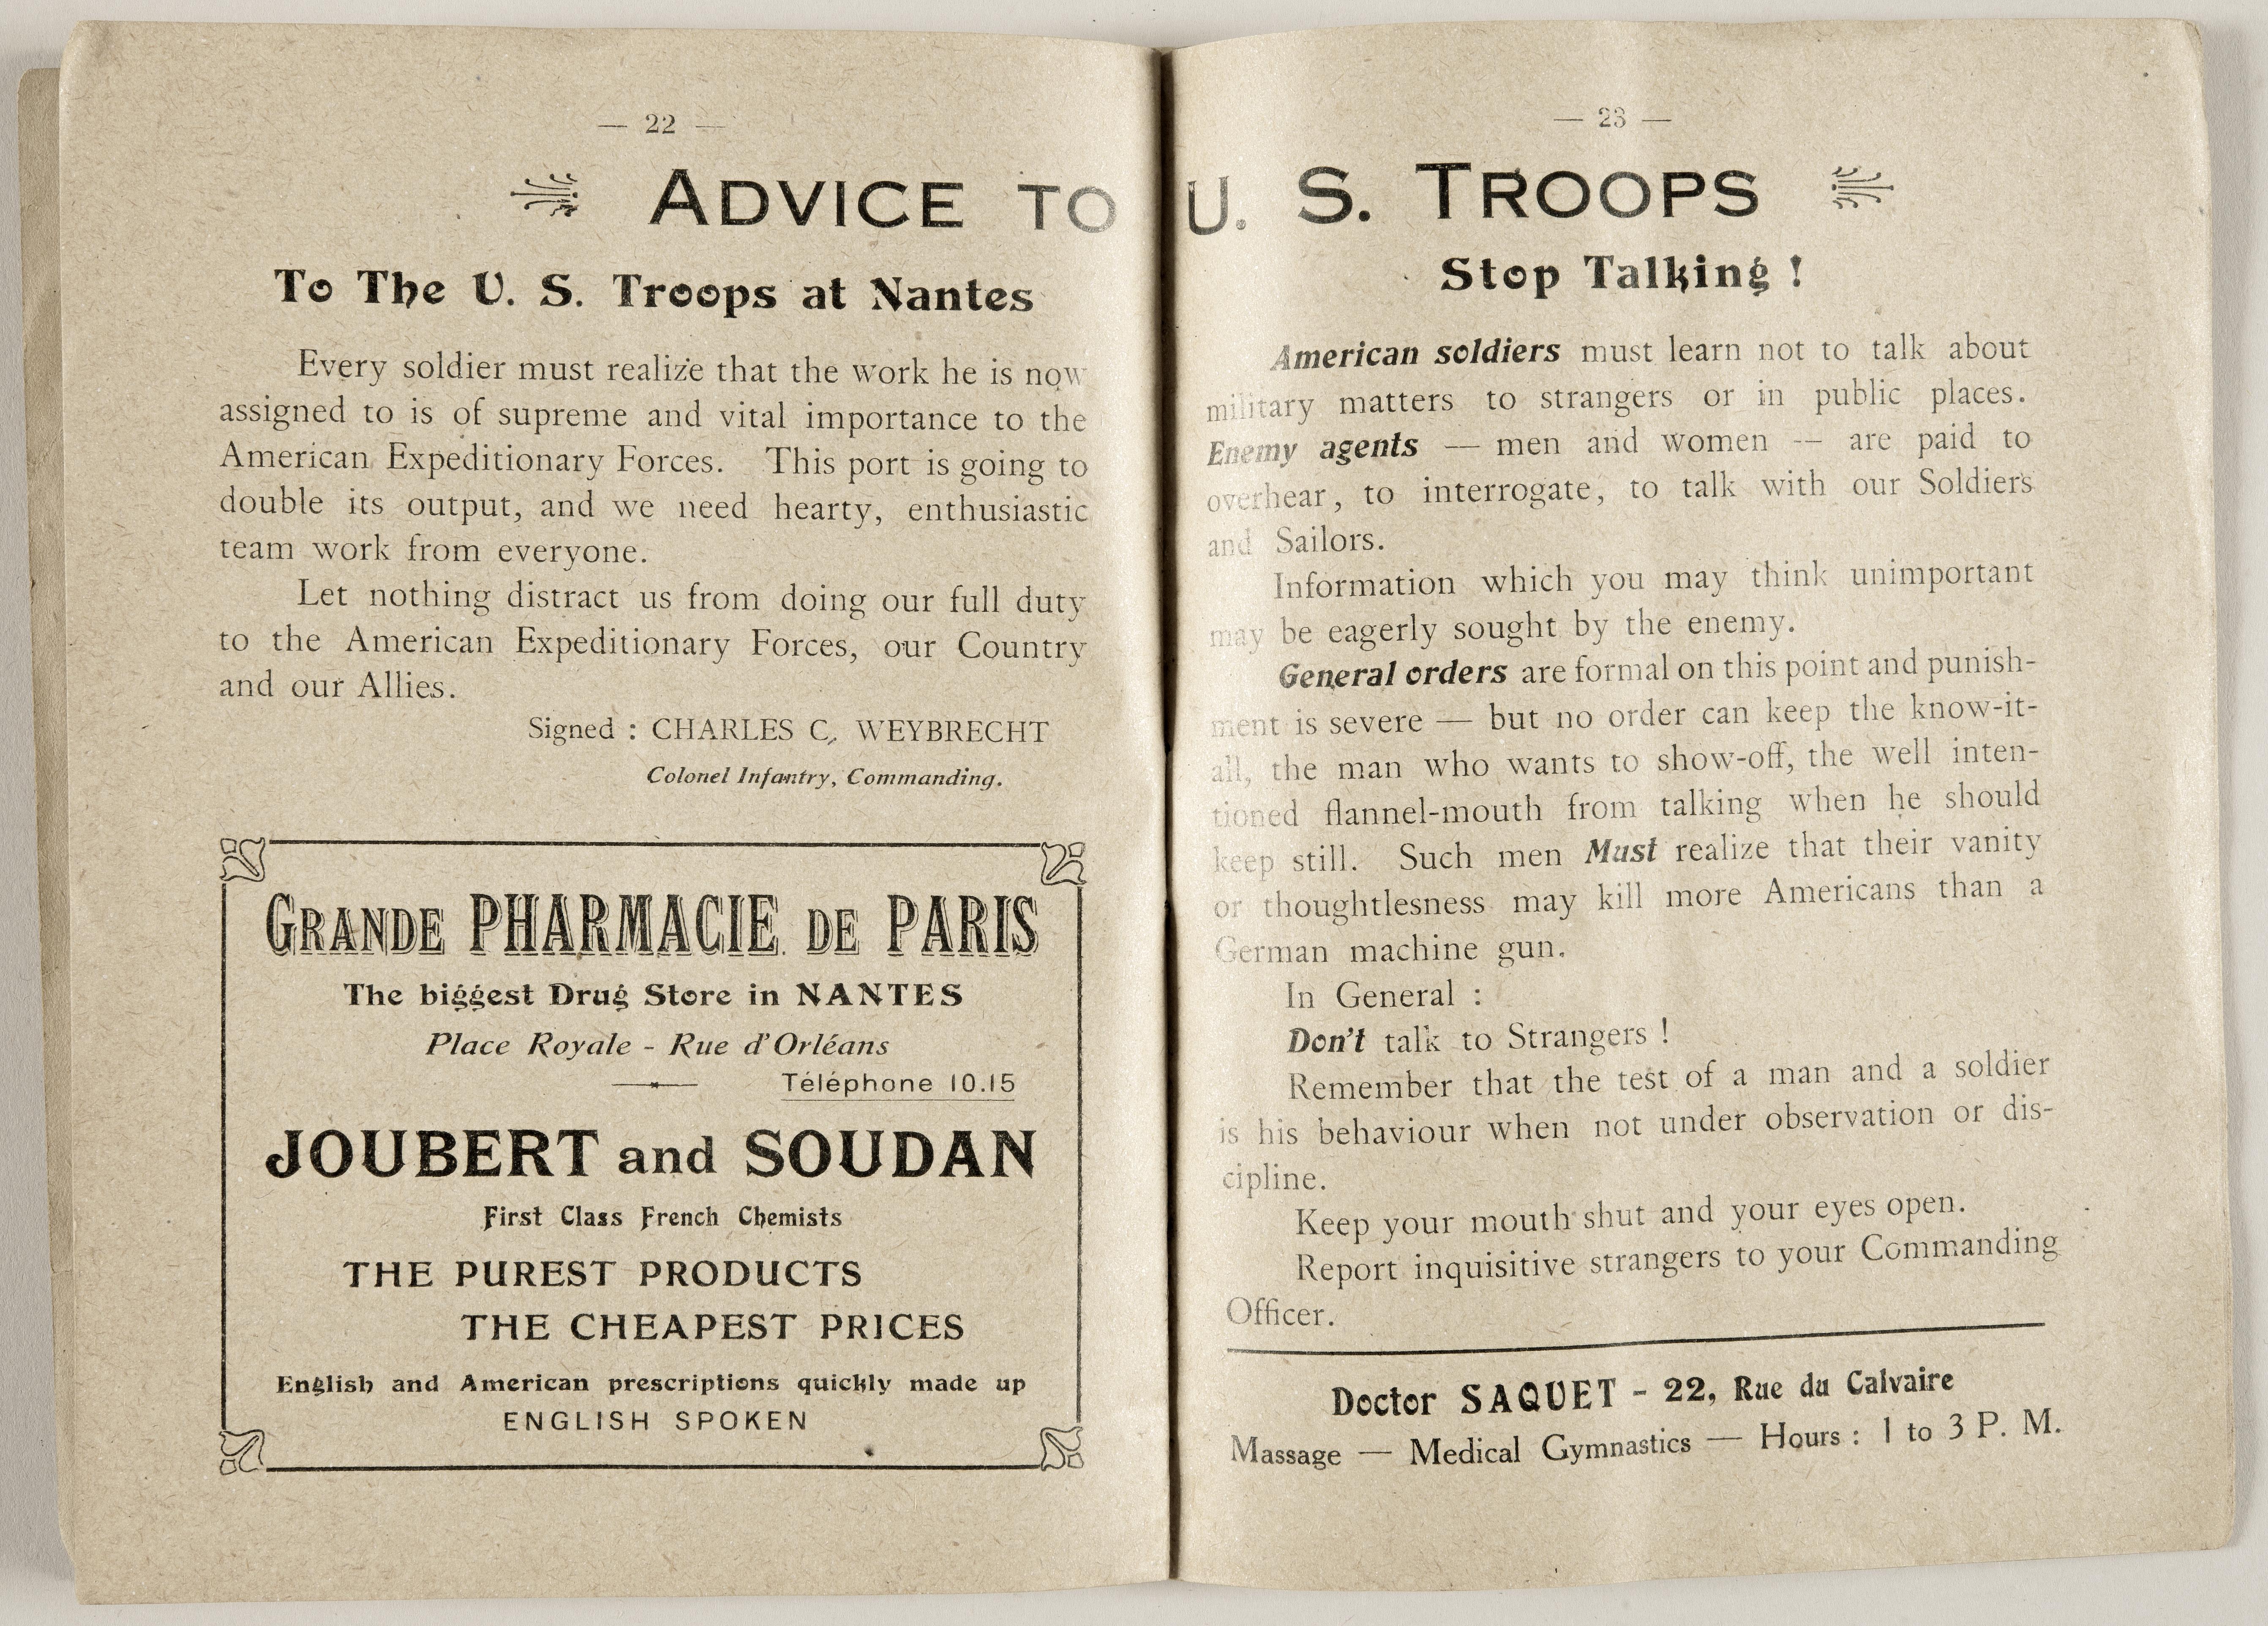 — 22 —
ADVICE TO
To The U. S. Troops at Nantes
Every soldier must realize that the work he is now
assigned to is of supreme and vital importance to the
American Expeditionary Forces. This port is going to
double its output, and we need hearty, enthusiastic
team work from everyone.
Let nothing distract us from doing our full duty
to the American Expeditionary Forces, our Country
and our Allies.
Signed : CHARLES C. WEYBRECHT
Colonel Infantry, Commanding.
GRANDE PHARMACIE DE PARIS
The biggest Drug Store in NANTES
Place Royale - Rue d'Orléans
Téléphone 10.15
JOUBERT and SOUDAN
First Class French Chemists
THE PUREST PRODUCTS
THE CHEAPEST PRICES
English and American prescriptions quickly made up
ENGLISH SPOKEN
— 23 —
U. S. TROOPS
Stop Talking !
American soldiers must learn not to talk about
military matters to strangers or in public places.
Enemy agents — men and women — are paid to
overhear, to interrogate, to talk with our Soldiers
and Sailors.
Information which you may think unimportant
may be eagerly sought by the enemy.
General orders are formal on this point and punish-
ment is severe — but no order can keep the know-it-
all, the man who wants to show-off, the well inten-
tioned flannel-mouth from talking when he should
keep still. Such men Must realize that their vanity
or thoughtlesness may kill more Americans than a
German machine gun.
In General :
Don't talk to Strangers !
Remember that the test of a man and a soldier
is his behaviour when not under observation or dis-
cipline.
Keep your mouth shut and your eyes open.
Report inquisitive strangers to your Commanding
Officer.
Doctor SAQUET - 22, Rue du Calvaire
Massage — Medical Gymnastics — Hours : 1 to 3 P. M.